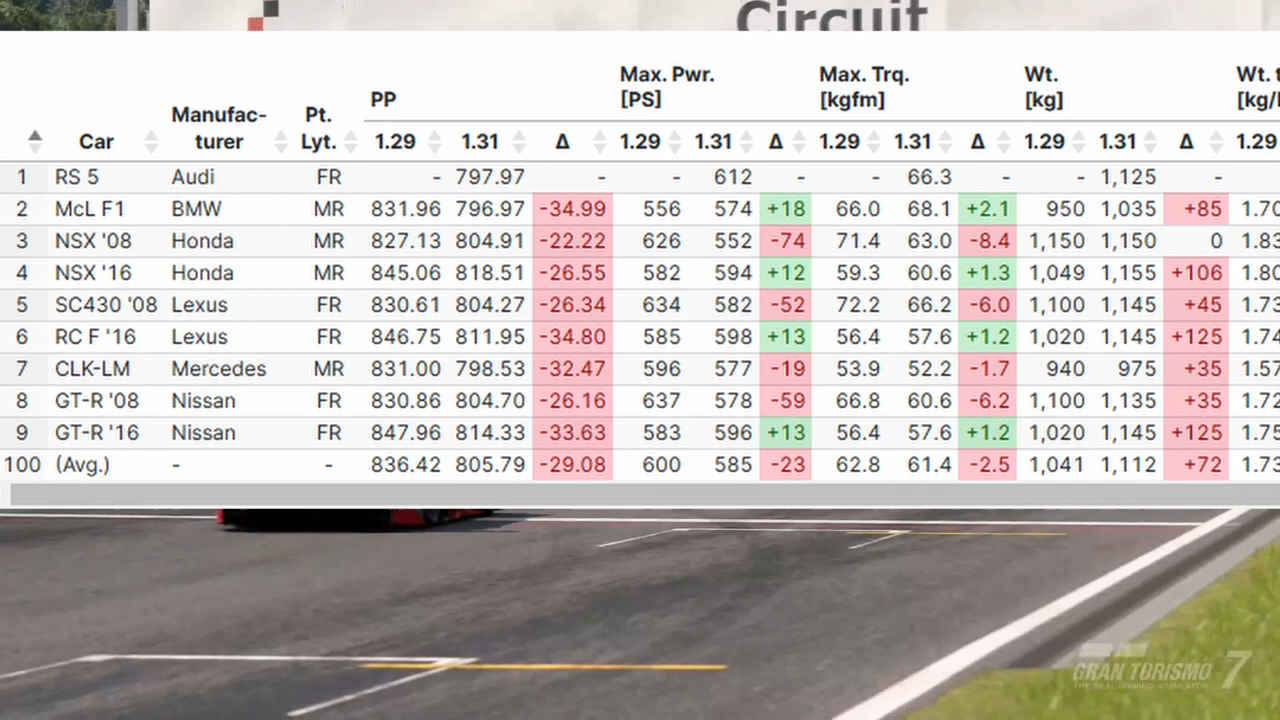 Circuit
Max. Pwr. Max. Trq. Wt. Wt. t
PP [PS] [kgfm] [kg] [kg/
Manufac- Pt.
Car turer Lyt. 1.29 1.31 Δ 1.29 1.31 Δ 1.29 1.31 Δ 1.29 1.31 Δ 1.29
1 RS 5 Audi FR - 797.97 - - 612 - - 66.3 - - 1,125 -
2 McL F1 BMW MR 831.96 796.97 -34.99 556 574 +18 66.0 68.1 +2.1 950 1,035 +85 1.70
3 NSX '08 Honda MR 827.13 804.91 -22.22 626 552 -74 71.4 63.0 -8.4 1,150 1,150 0 1.83
4 NSX '16 Honda MR 845.06 818.51 -26.55 582 594 +12 59.3 60.6 +1.3 1,049 1,155 +106 1.80
5 SC430 '08 Lexus FR 830.61 804.27 -26.34 634 582 -52 72.2 66.2 -6.0 1,100 1,145 +45 1.73
6 RC F '16 Lexus FR 846.75 811.95 -34.80 585 598 +13 56.4 57.6 +1.2 1,020 1,145 +125 1.74
7 CLK-LM Mercedes MR 831.00 798.53 -32.47 596 577 -19 53.9 52.2 -1.7 940 975 +35 1.57
8 GT-R '08 Nissan FR 830.86 804.70 -26.16 637 578 -59 66.8 60.6 -6.2 1,100 1,135 +35 1.72
9 GT-R '16 Nissan FR 847.96 814.33 -33.63 583 596 +13 56.4 57.6 +1.2 1,020 1,145 +125 1.75
100 (Avg.) - - 836.42 805.79 -29.08 600 585 -23 62.8 61.4 -2.5 1,041 1,112 +72 1.73
GRAN TURISMO 7
THE REAL DRIVING SIMULATOR